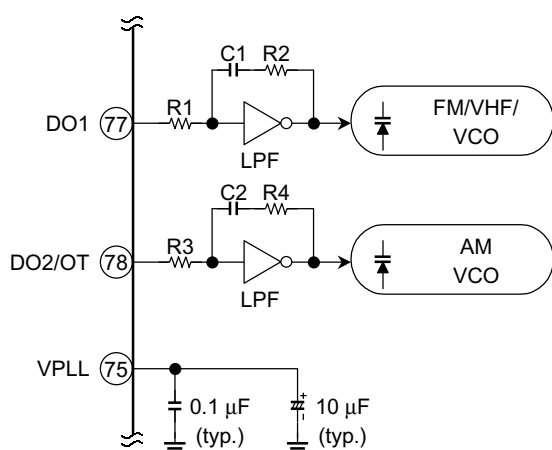 C1 R2
R1
DO1 77
LPF
FM/VHF/
VCO
C2 R4
R3
DO2/OT 78
LPF
AM
VCO
VPLL 75
0.1 μF
(typ.)
+
−
10 μF
(typ.)